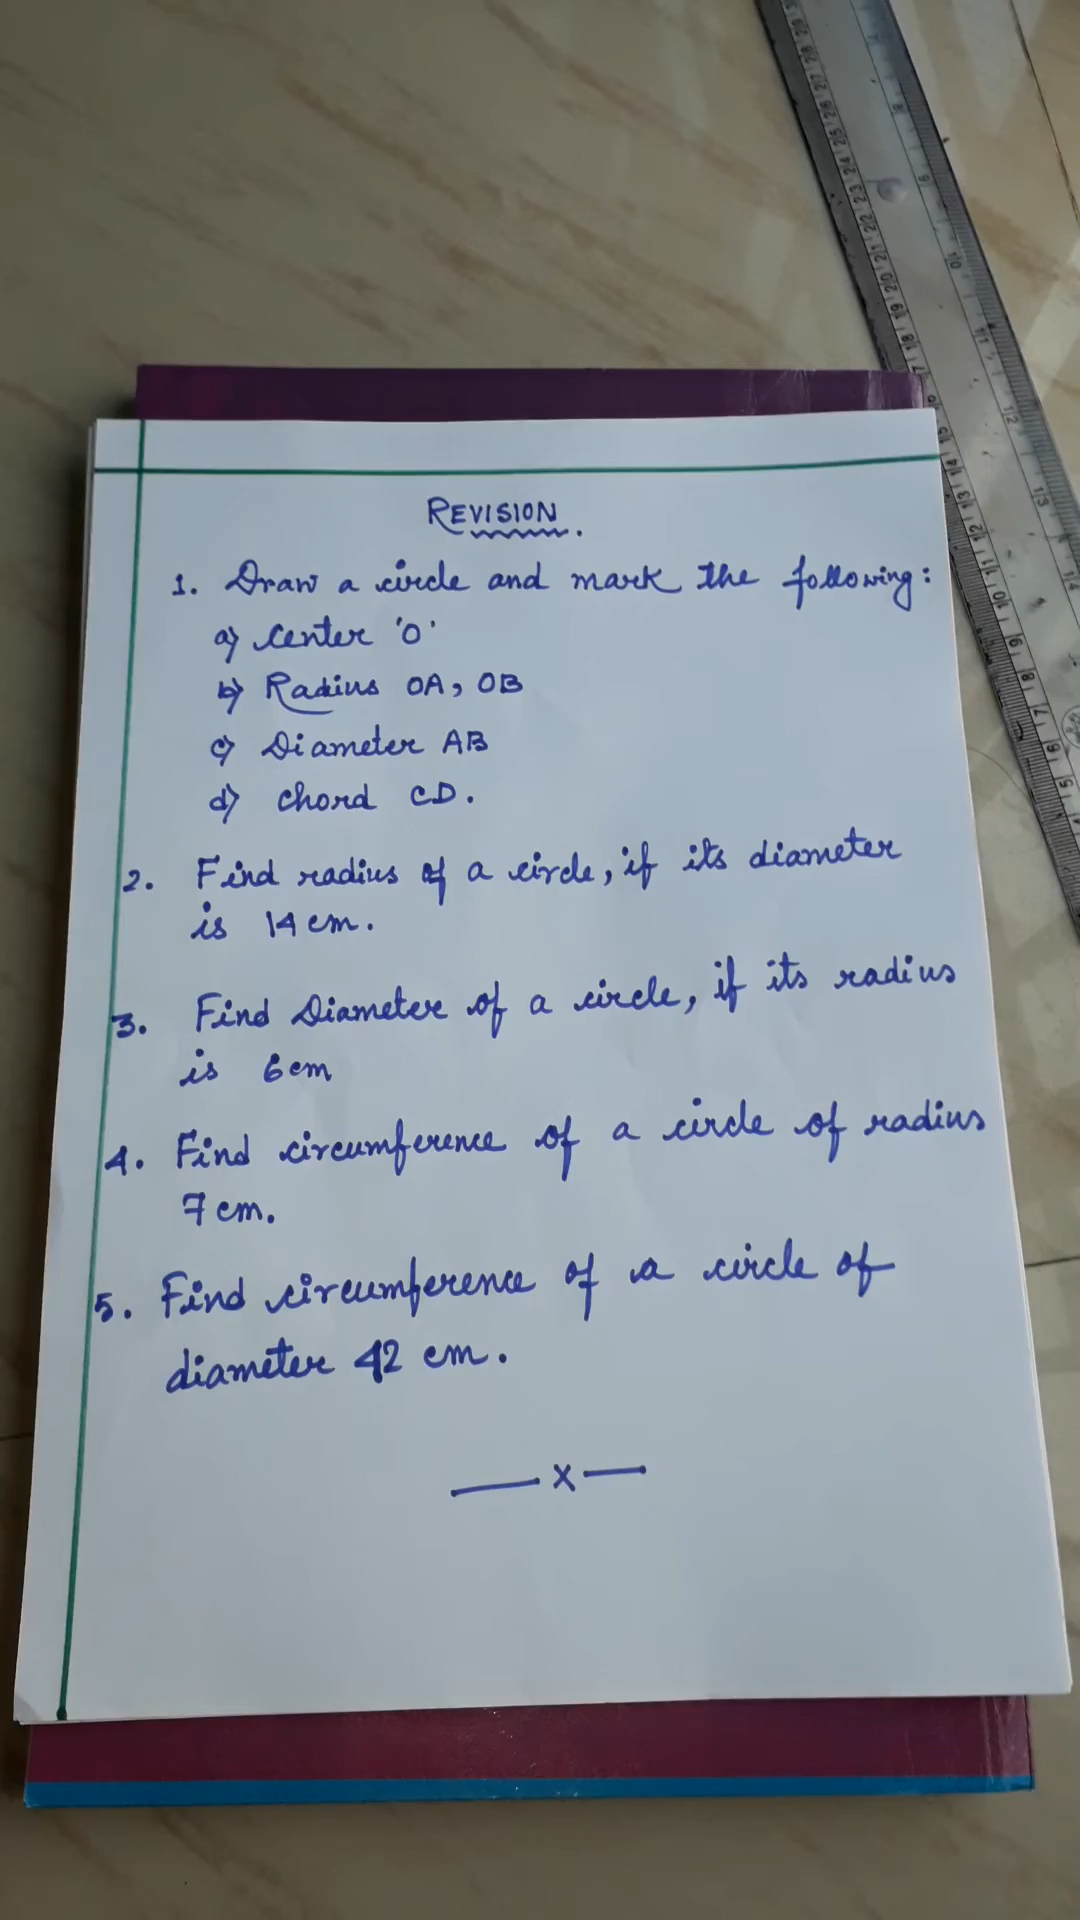 REVISION.
1. Draw a circle and mark the following:
a) Center 'O'
b) Radius OA, OB
c) Diameter AB
d) chord CD.
2. Find radius of a circle, if its diameter
is 14 cm.
3. Find Diameter of a circle, if its radius
is 6cm
4. Find circumference of a circle of radius
7 cm.
5. Find circumference of a circle of
diameter 42 cm.
—x—